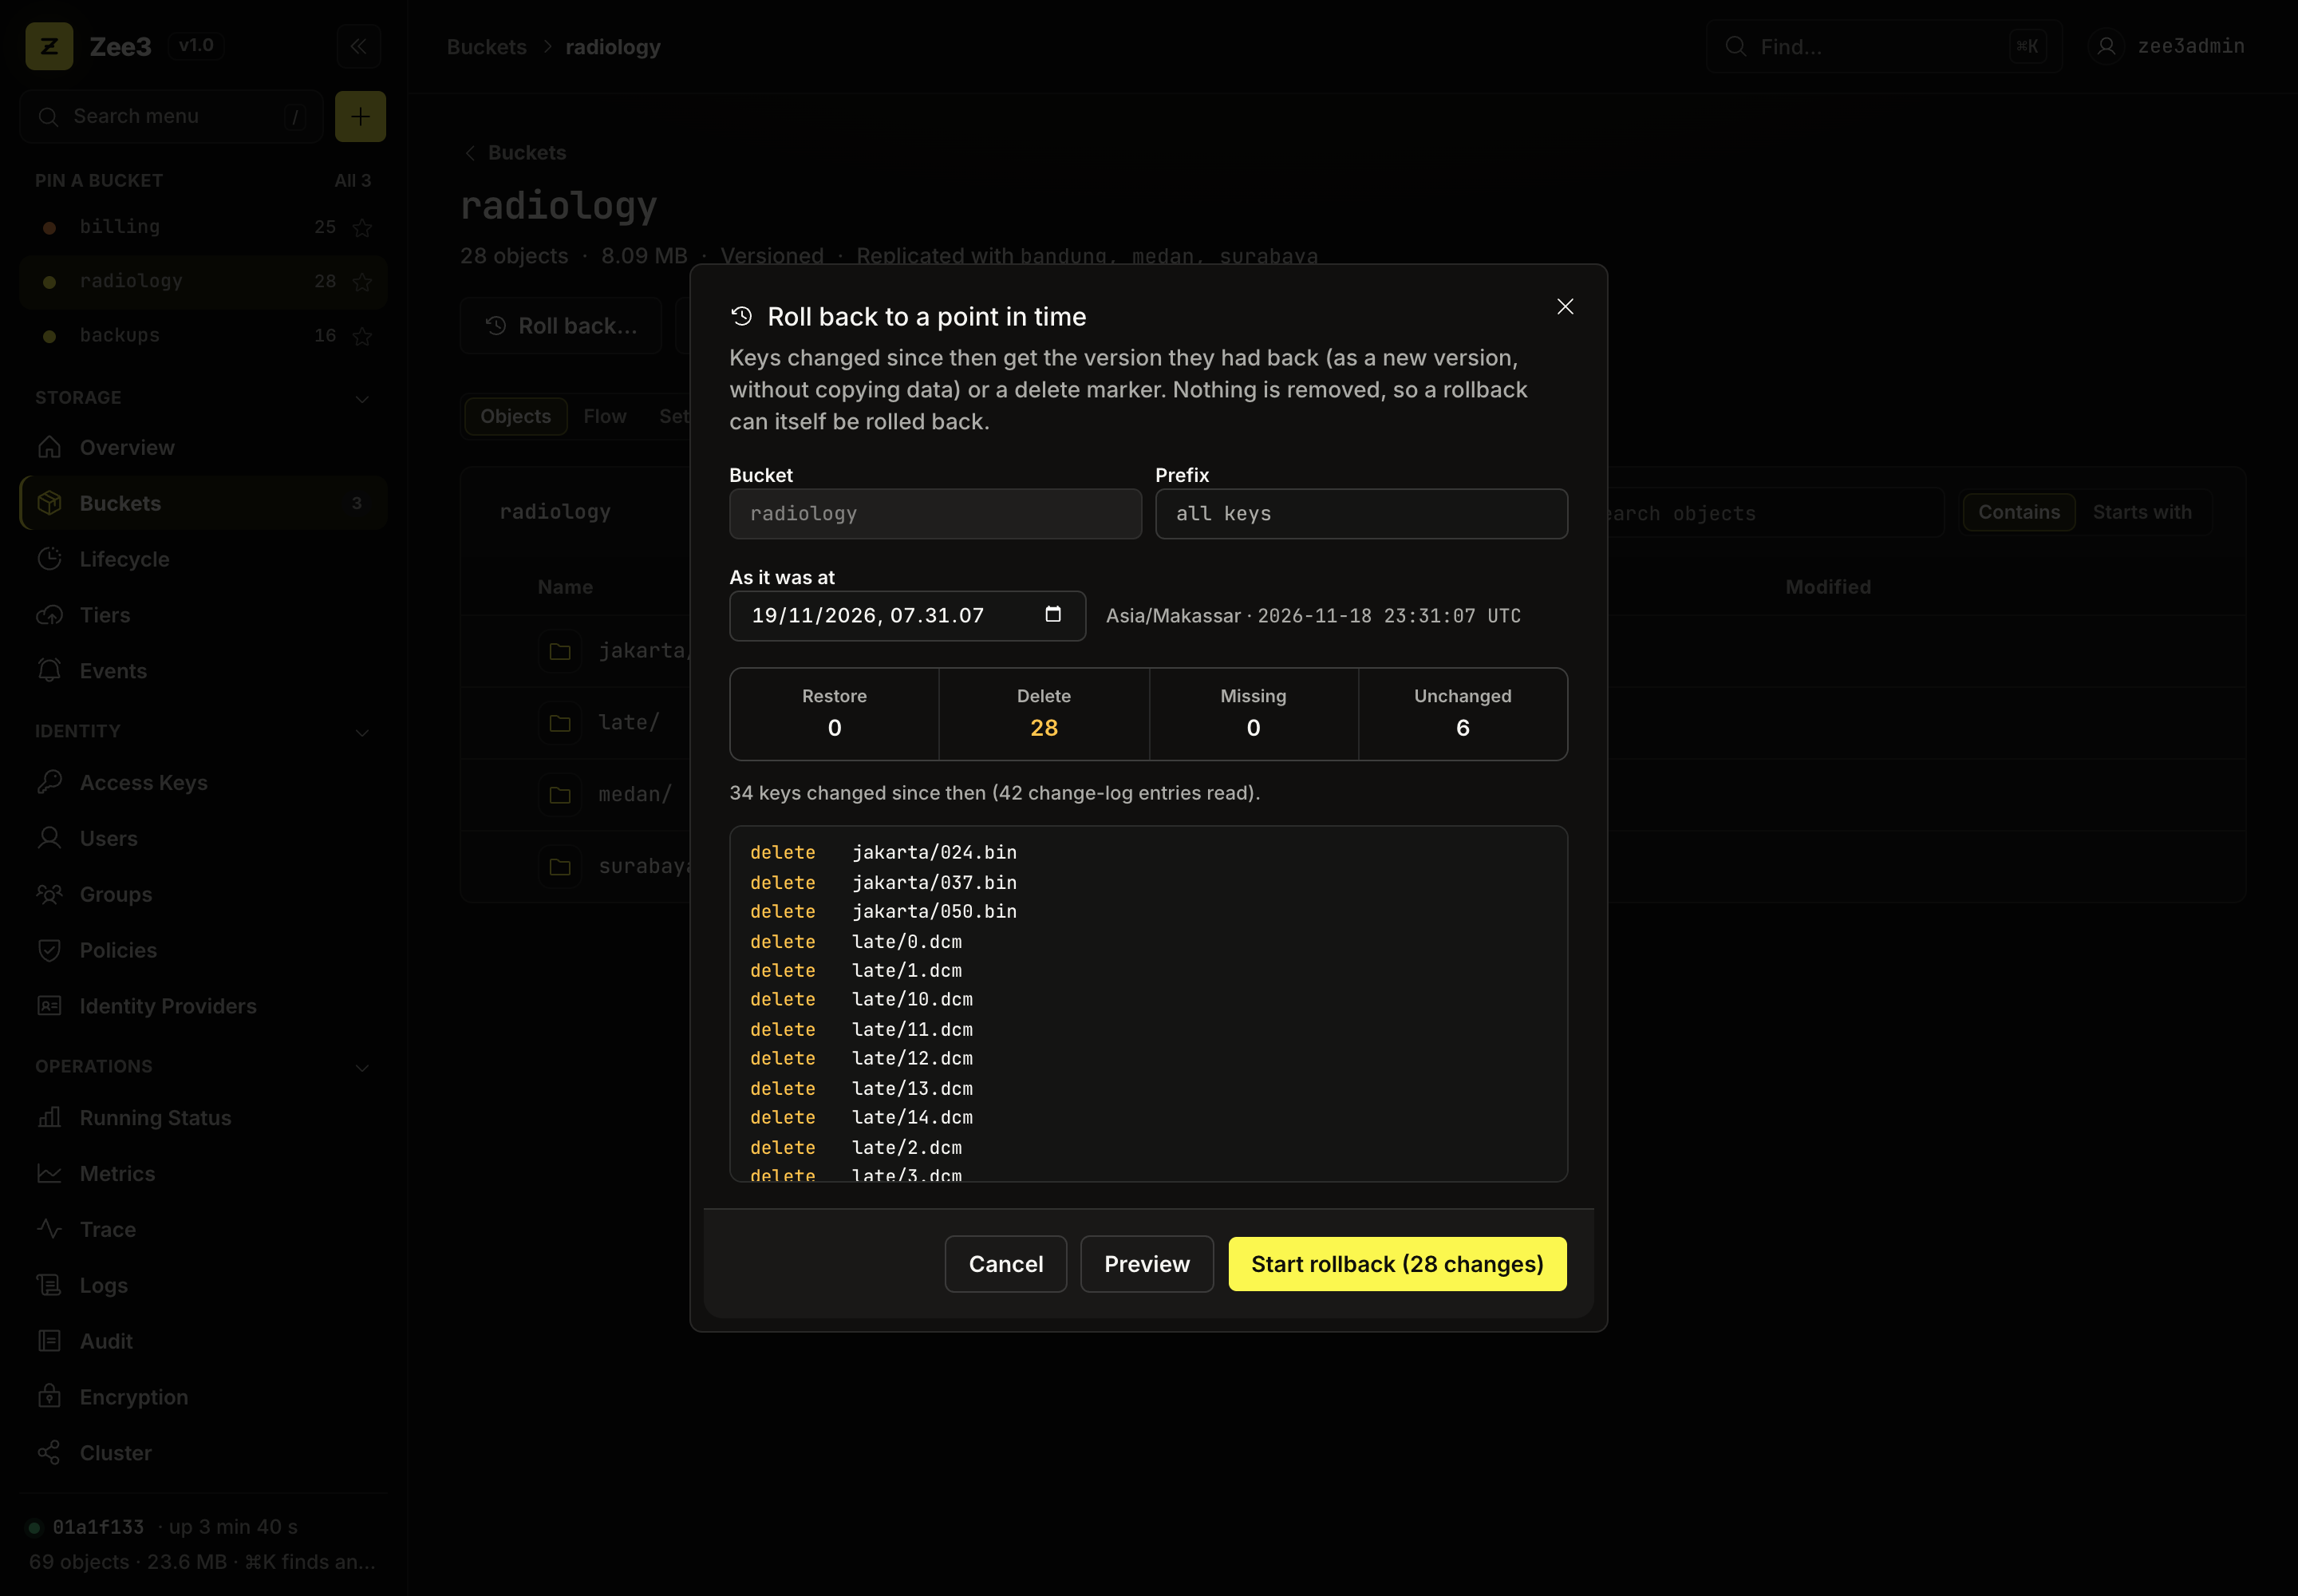 Zee3 v1.0
Search menu /
PIN A BUCKET All 3
billing 25
radiology 28
backups 16
STORAGE
Overview
Buckets 3
Lifecycle
Tiers
Events
IDENTITY
Access Keys
Users
Groups
Policies
Identity Providers
OPERATIONS
Running Status
Metrics
Trace
Logs
Audit
Encryption
Cluster
01a1f133 · up 3 min 40 s
69 objects · 23.6 MB · ⌘K finds an...
Buckets > radiology
Find... ⌘K
zee3admin
Buckets
radiology
28 objects · 8.09 MB · Versioned · Replicated with bandung, medan, surabaya
Roll back...
Objects Flow Set
radiology
earch objects
Contains Starts with
Name Modified
jakarta/
late/
medan/
surabaya
Roll back to a point in time
Keys changed since then get the version they had back (as a new version,
without copying data) or a delete marker. Nothing is removed, so a rollback
can itself be rolled back.
Bucket Prefix
radiology all keys
As it was at
19/11/2026, 07.31.07 Asia/Makassar · 2026-11-18 23:31:07 UTC
Restore Delete Missing Unchanged
0 28 0 6
34 keys changed since then (42 change-log entries read).
delete jakarta/024.bin
delete jakarta/037.bin
delete jakarta/050.bin
delete late/0.dcm
delete late/1.dcm
delete late/10.dcm
delete late/11.dcm
delete late/12.dcm
delete late/13.dcm
delete late/14.dcm
delete late/2.dcm
delete late/3.dcm
Cancel Preview Start rollback (28 changes)